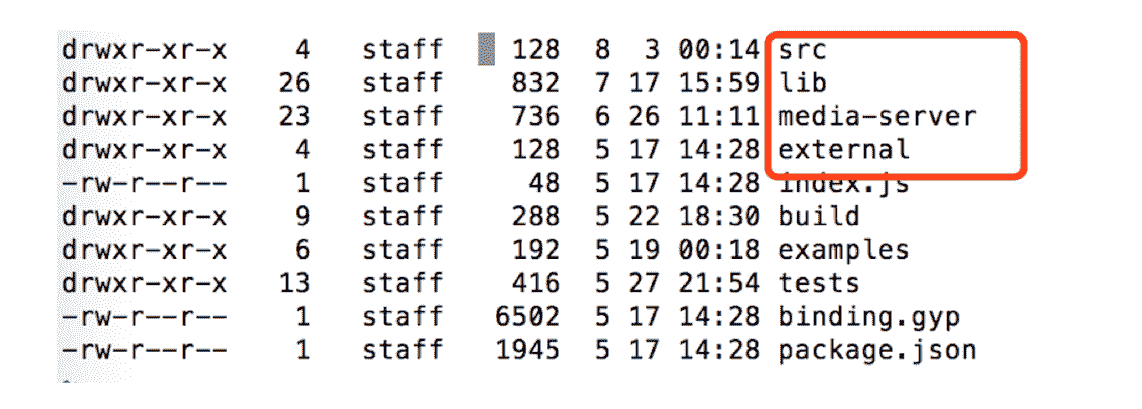 drwxr-xr-x   4   staff    128  8  3 00:14 src
drwxr-xr-x  26   staff    832  7 17 15:59 lib
drwxr-xr-x  23   staff    736  6 26 11:11 media-server
drwxr-xr-x   4   staff    128  5 17 14:28 external
-rw-r--r--   1   staff     48  5 17 14:28 index.js
drwxr-xr-x   9   staff    288  5 22 18:30 build
drwxr-xr-x   6   staff    192  5 19 00:18 examples
drwxr-xr-x  13   staff    416  5 27 21:54 tests
-rw-r--r--   1   staff   6502  5 17 14:28 binding.gyp
-rw-r--r--   1   staff   1945  5 17 14:28 package.json